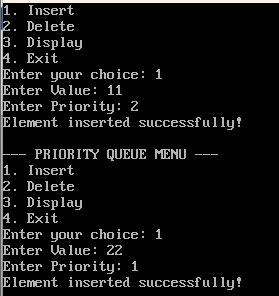 1. Insert
2. Delete
3. Display
4. Exit
Enter your choice: 1
Enter Value: 11
Enter Priority: 2
Element inserted successfully!
--- PRIORITY QUEUE MENU ---
1. Insert
2. Delete
3. Display
4. Exit
Enter your choice: 1
Enter Value: 22
Enter Priority: 1
Element inserted successfully!